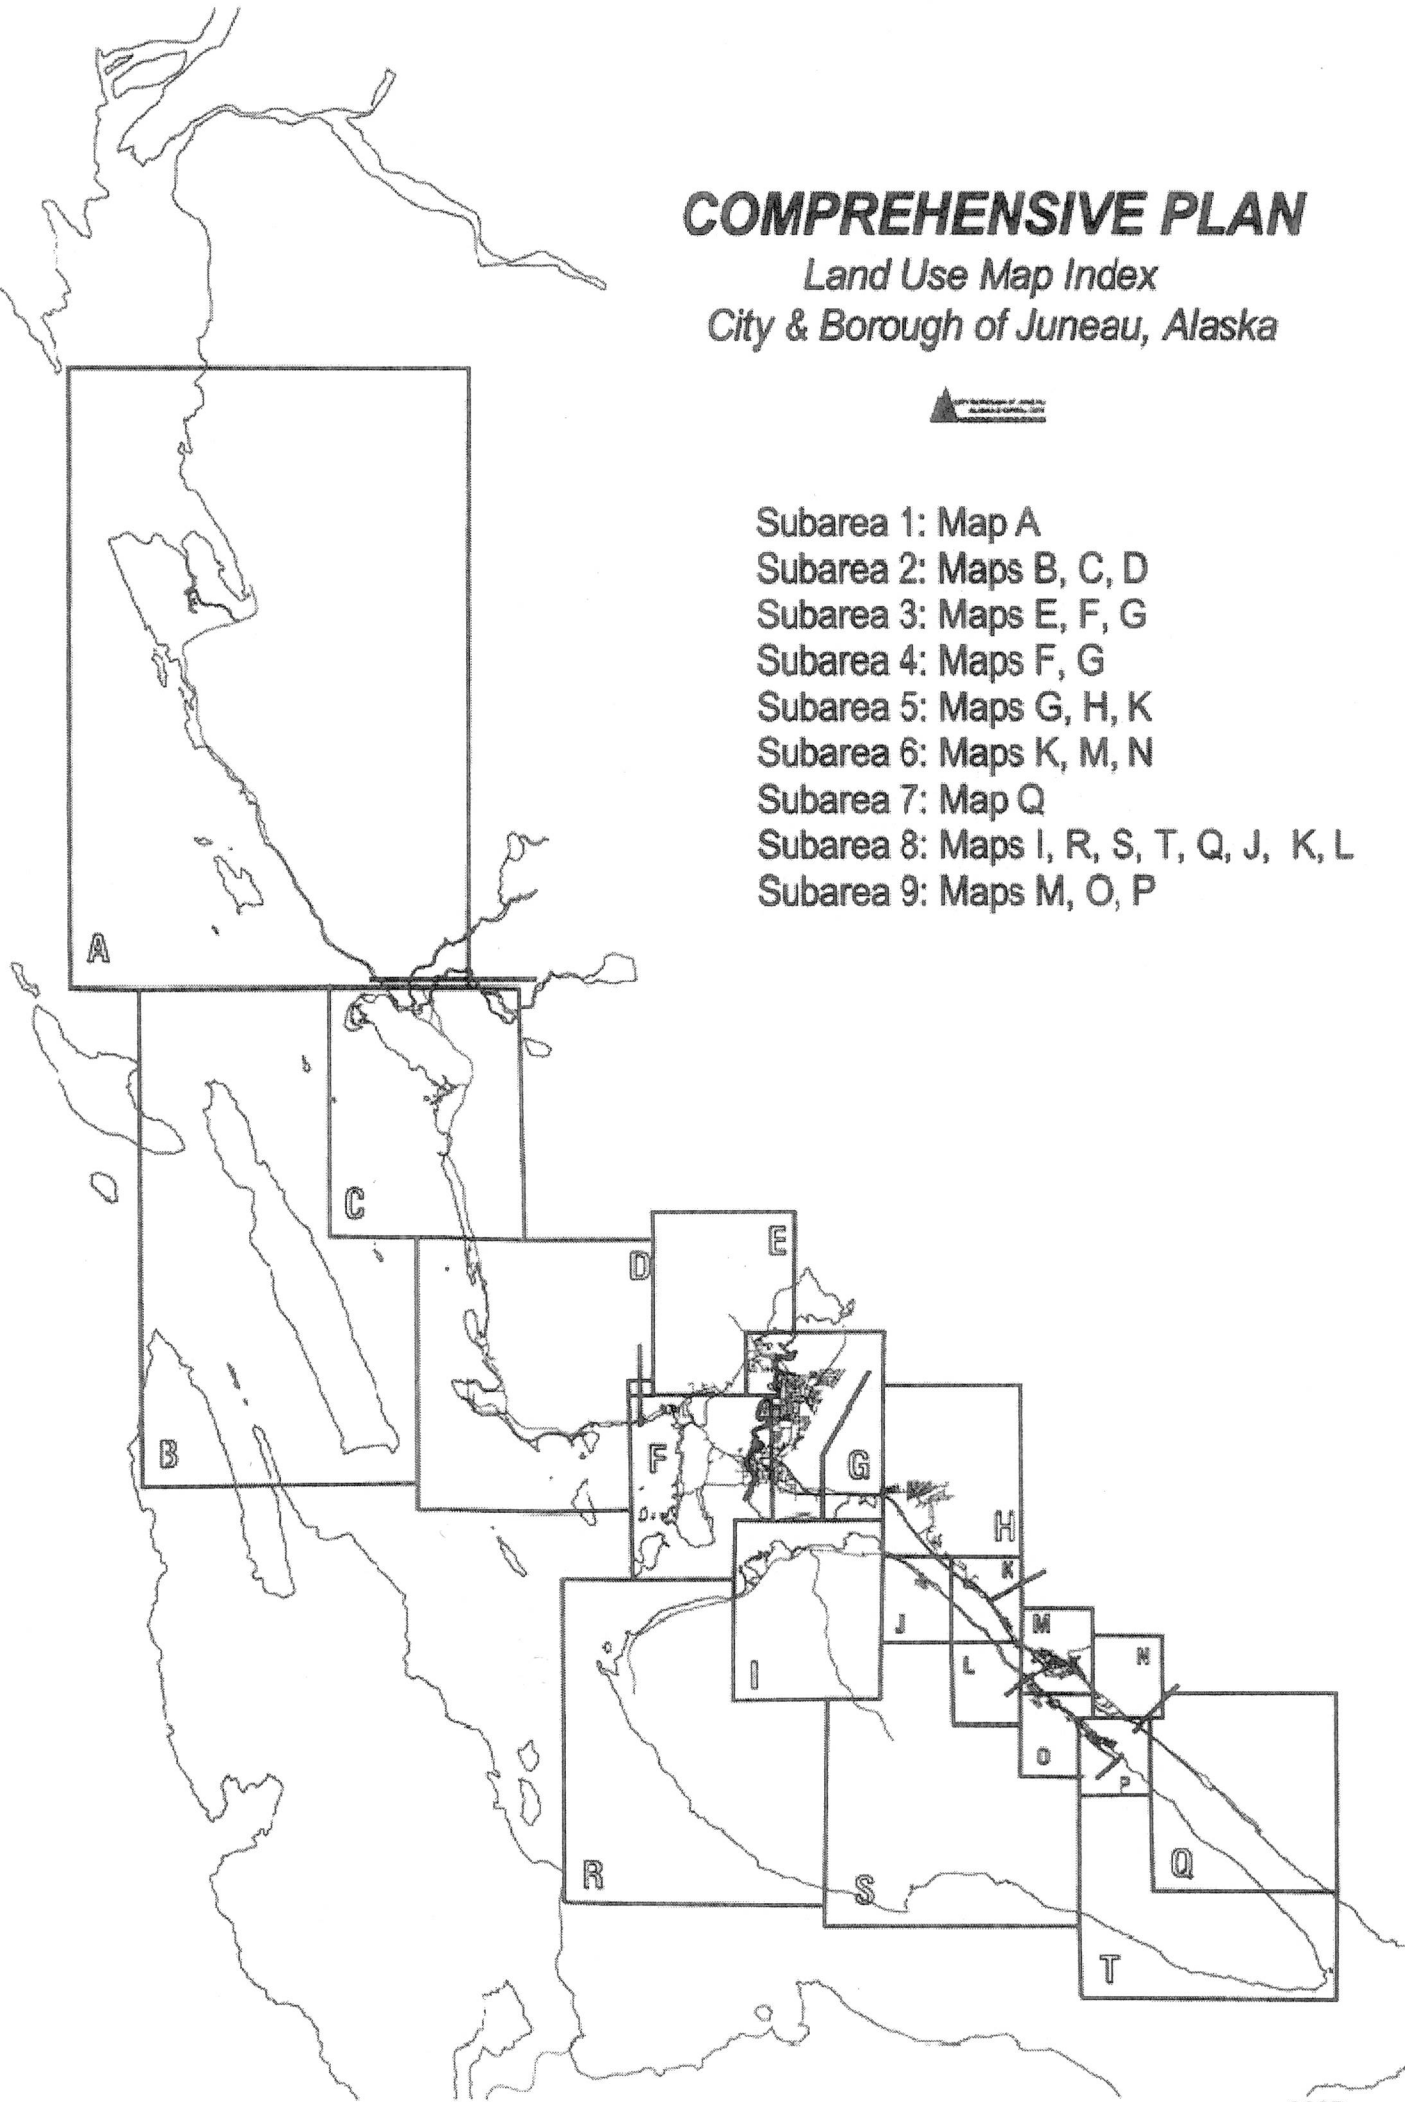 COMPREHENSIVE PLAN
Land Use Map Index
City & Borough of Juneau, Alaska
Subarea 1: Map A
Subarea 2: Maps B, C, D
Subarea 3: Maps E, F, G
Subarea 4: Maps F, G
Subarea 5: Maps G, H, K
Subarea 6: Maps K, M, N
Subarea 7: Map Q
Subarea 8: Maps I, R, S, T, Q, J, K, L
Subarea 9: Maps M, O, P
A
C
E
D
B
F
G
H
K
J
M
L
N
I
O
P
Q
R
S
T